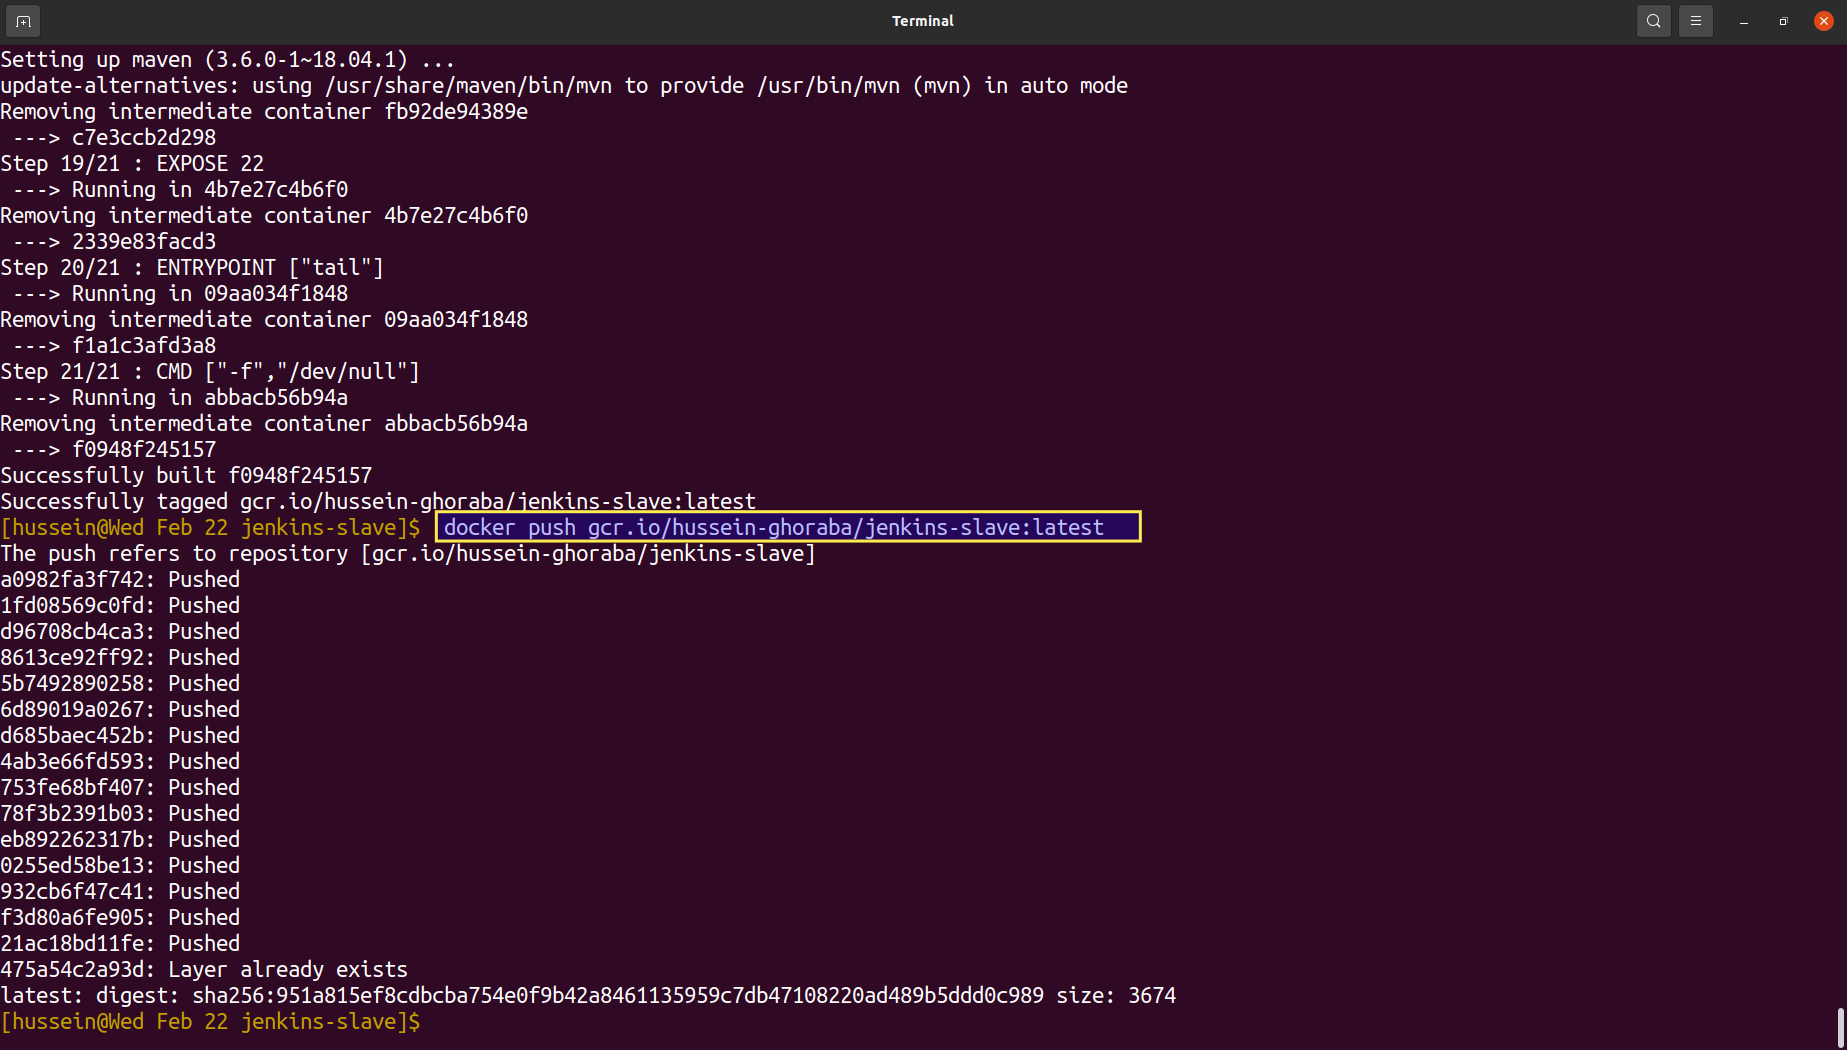 Terminal
Setting up maven (3.6.0-1~18.04.1) ...
update-alternatives: using /usr/share/maven/bin/mvn to provide /usr/bin/mvn (mvn) in auto mode
Removing intermediate container fb92de94389e
 ---> c7e3ccb2d298
Step 19/21 : EXPOSE 22
 ---> Running in 4b7e27c4b6f0
Removing intermediate container 4b7e27c4b6f0
 ---> 2339e83facd3
Step 20/21 : ENTRYPOINT ["tail"]
 ---> Running in 09aa034f1848
Removing intermediate container 09aa034f1848
 ---> f1a1c3afd3a8
Step 21/21 : CMD ["-f","/dev/null"]
 ---> Running in abbacb56b94a
Removing intermediate container abbacb56b94a
 ---> f0948f245157
Successfully built f0948f245157
Successfully tagged gcr.io/hussein-ghoraba/jenkins-slave:latest
[hussein@Wed Feb 22 jenkins-slave]$ docker push gcr.io/hussein-ghoraba/jenkins-slave:latest
The push refers to repository [gcr.io/hussein-ghoraba/jenkins-slave]
a0982fa3f742: Pushed
1fd08569c0fd: Pushed
d96708cb4ca3: Pushed
8613ce92ff92: Pushed
5b7492890258: Pushed
6d89019a0267: Pushed
d685baec452b: Pushed
4ab3e66fd593: Pushed
753fe68bf407: Pushed
78f3b2391b03: Pushed
eb892262317b: Pushed
0255ed58be13: Pushed
932cb6f47c41: Pushed
f3d80a6fe905: Pushed
21ac18bd11fe: Pushed
475a54c2a93d: Layer already exists
latest: digest: sha256:951a815ef8cdbcba754e0f9b42a8461135959c7db47108220ad489b5ddd0c989 size: 3674
[hussein@Wed Feb 22 jenkins-slave]$